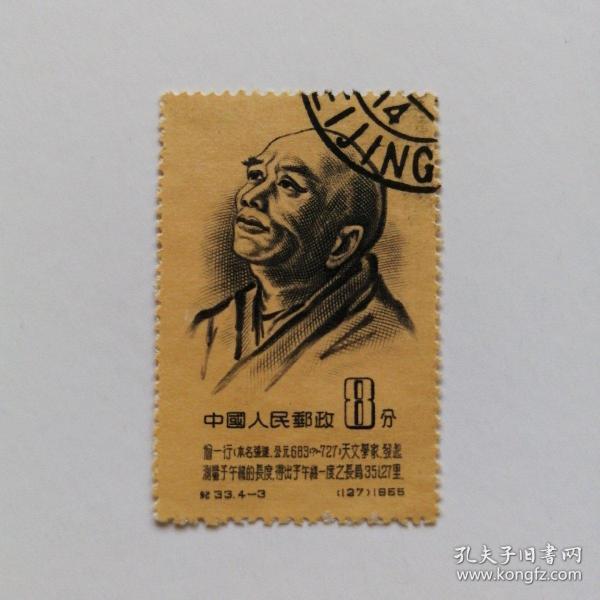 14
IJING
中國人民郵政 8分
僧一行(本名張遂、公元683(?)-727)天文學家、發起
測量子午綫的長度,得出子午綫一度之長爲351.27里。
紀33.4-3 (127)1955
孔夫子旧书网
www.kongfz.com